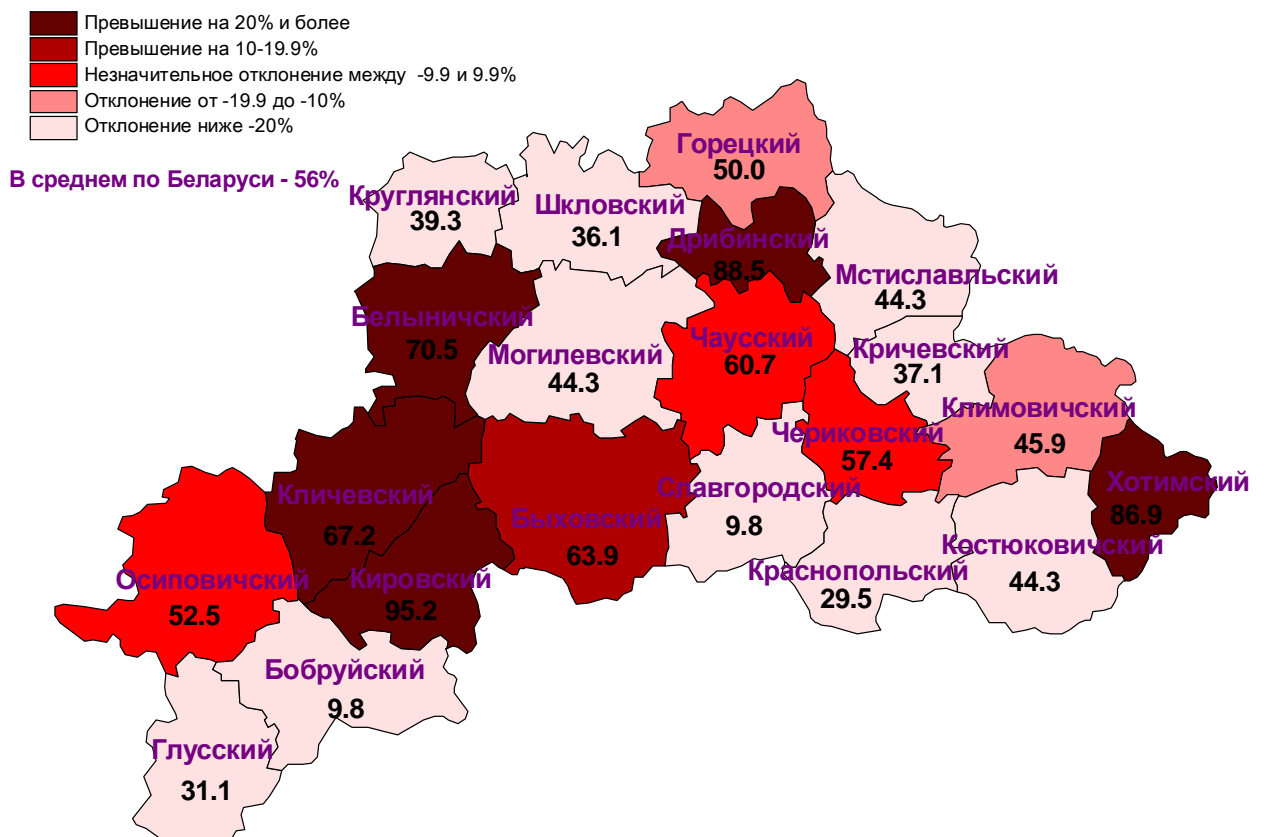 Превышение на 20% и более
Превышение на 10-19.9%
Незначительное отклонение между -9.9 и 9.9%
Отклонение от -19.9 до -10%
Отклонение ниже -20%
В среднем по Беларуси - 56%
Горецкий
50.0
Круглянский
39.3
Шкловский
36.1
Дрибинский
88.5
Мстиславльский
44.3
Белыничский
70.5
Могилевский
44.3
Чаусский
60.7
Кричевский
37.1
Климовичский
45.9
Чериковский
57.4
Хотимский
86.9
Кличевский
67.2
Быховский
63.9
Славгородский
9.8
Костюковичский
44.3
Краснопольский
29.5
Осиповичский
52.5
Кировский
95.2
Бобруйский
9.8
Глусский
31.1